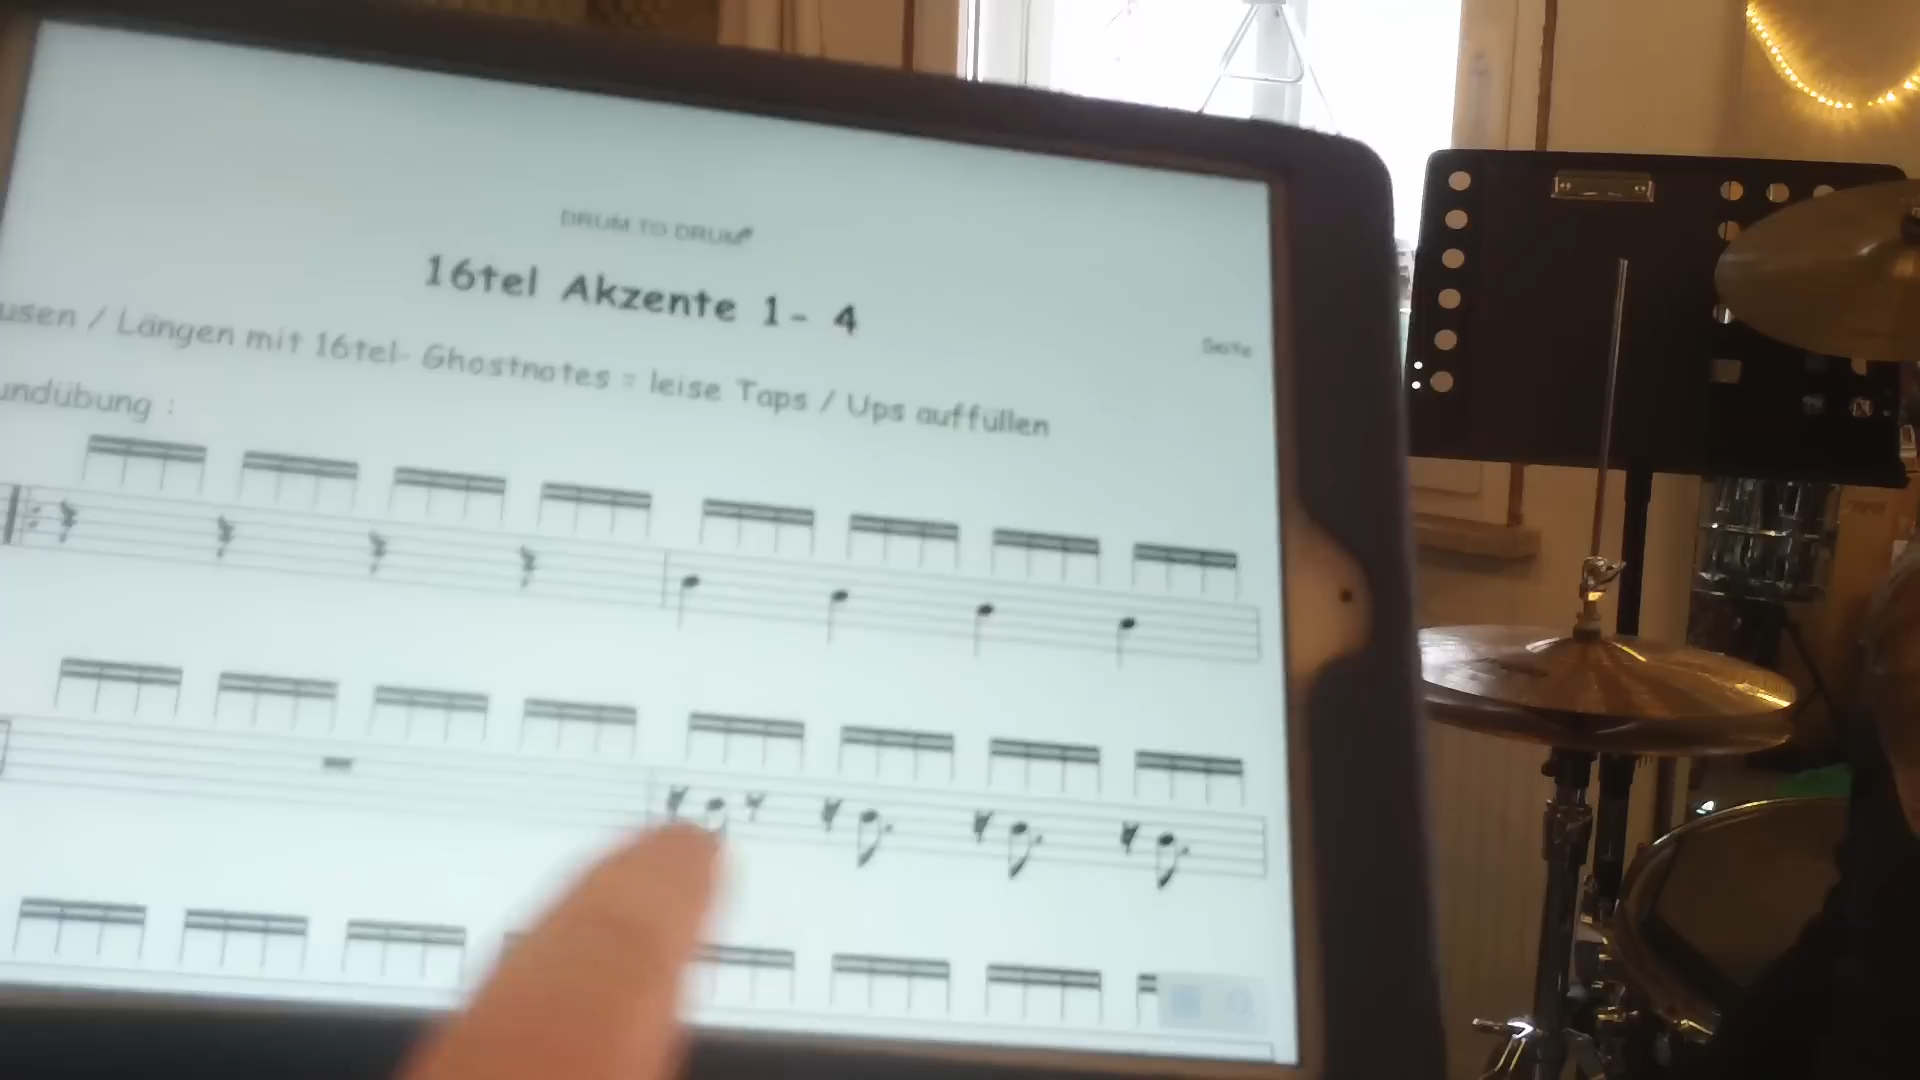 DRUM TO DRUM
16tel Akzente 1- 4
Seite
usen / Längen mit 16tel- Ghostnotes = leise Taps / Ups auffüllen
undübung :